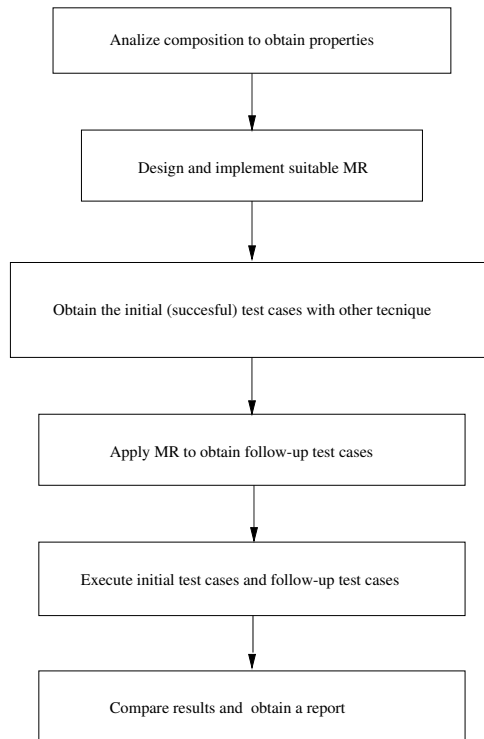 Analize composition to obtain properties
Design and implement suitable MR
Obtain the initial (succesful) test cases with other tecnique
Apply MR to obtain follow-up test cases
Execute initial test cases and follow-up test cases
Compare results and obtain a report